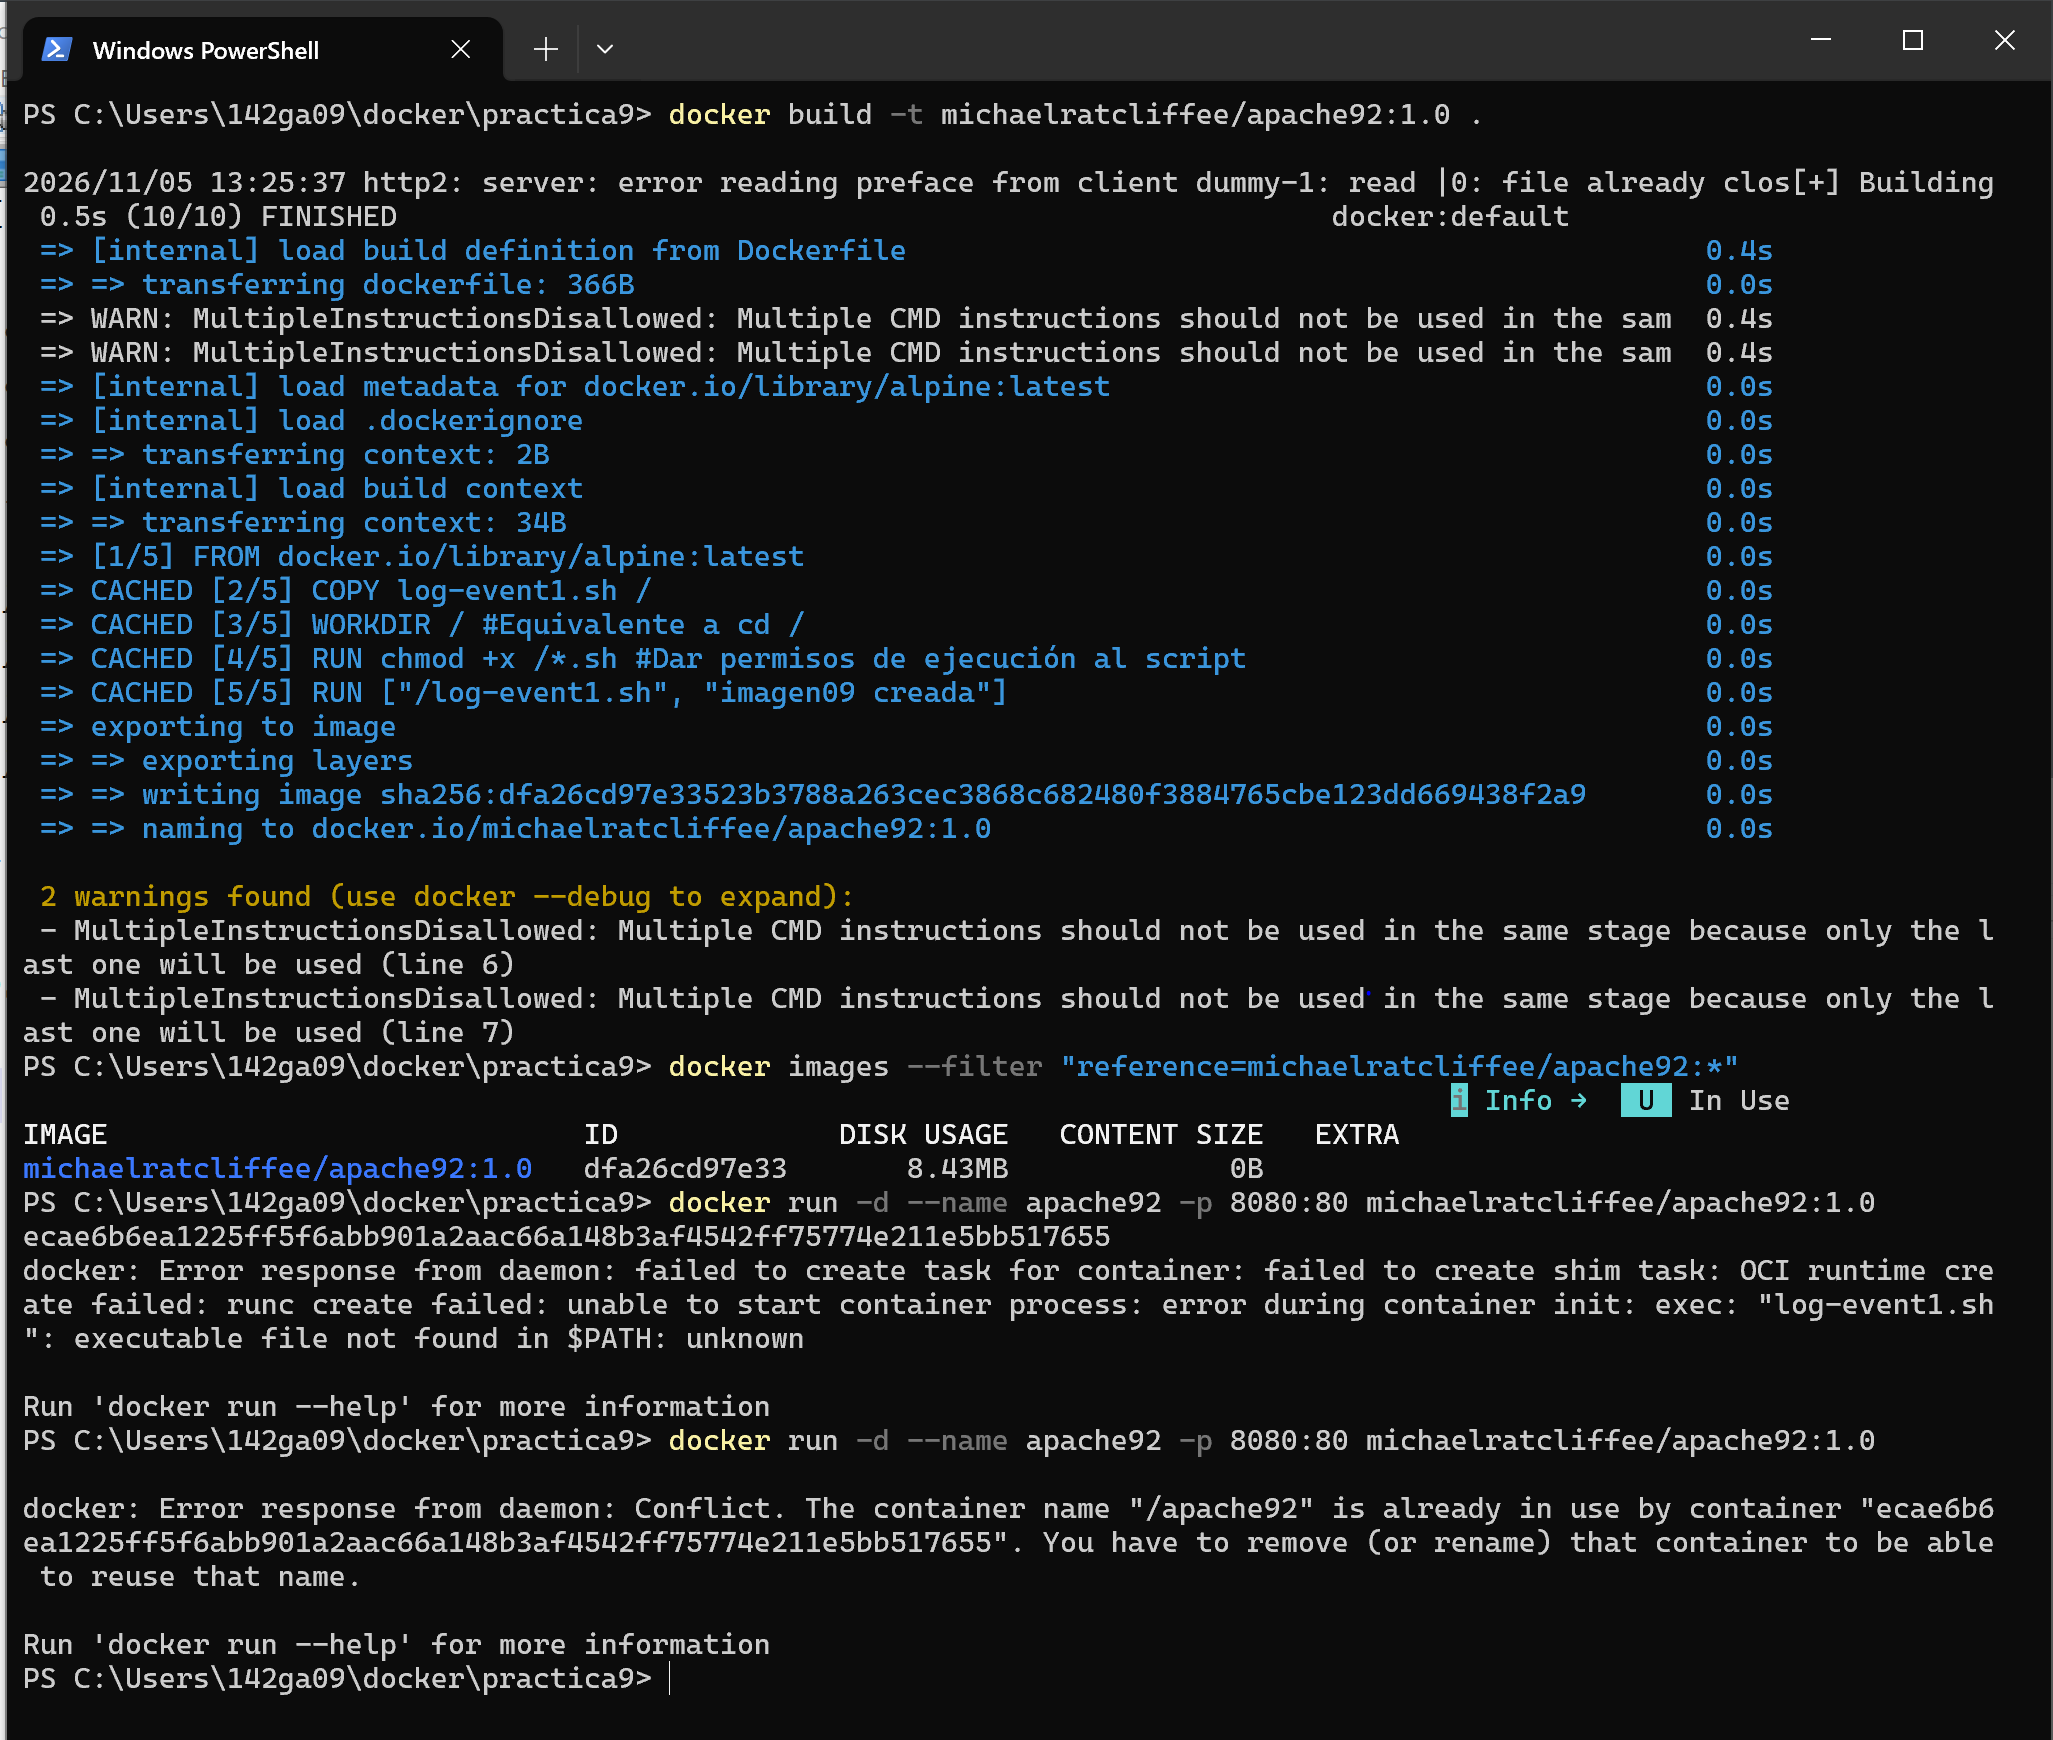 Windows PowerShell
PS C:\Users\142ga09\docker\practica9> docker build -t michaelratcliffee/apache92:1.0 .
2026/11/05 13:25:37 http2: server: error reading preface from client dummy-1: read |0: file already clos[+] Building
0.5s (10/10) FINISHED docker:default
=> [internal] load build definition from Dockerfile 0.4s
=> => transferring dockerfile: 366B 0.0s
=> WARN: MultipleInstructionsDisallowed: Multiple CMD instructions should not be used in the sam 0.4s
=> WARN: MultipleInstructionsDisallowed: Multiple CMD instructions should not be used in the sam 0.4s
=> [internal] load metadata for docker.io/library/alpine:latest 0.0s
=> [internal] load .dockerignore 0.0s
=> => transferring context: 2B 0.0s
=> [internal] load build context 0.0s
=> => transferring context: 34B 0.0s
=> [1/5] FROM docker.io/library/alpine:latest 0.0s
=> CACHED [2/5] COPY log-event1.sh / 0.0s
=> CACHED [3/5] WORKDIR / #Equivalente a cd / 0.0s
=> CACHED [4/5] RUN chmod +x /*.sh #Dar permisos de ejecución al script 0.0s
=> CACHED [5/5] RUN ["/log-event1.sh", "imagen09 creada"] 0.0s
=> exporting to image 0.0s
=> => exporting layers 0.0s
=> => writing image sha256:dfa26cd97e33523b3788a263cec3868c682480f3884765cbe123dd669438f2a9 0.0s
=> => naming to docker.io/michaelratcliffee/apache92:1.0 0.0s
2 warnings found (use docker --debug to expand):
- MultipleInstructionsDisallowed: Multiple CMD instructions should not be used in the same stage because only the l
ast one will be used (line 6)
- MultipleInstructionsDisallowed: Multiple CMD instructions should not be used in the same stage because only the l
ast one will be used (line 7)
PS C:\Users\142ga09\docker\practica9> docker images --filter "reference=michaelratcliffee/apache92:*"
i Info → U In Use
IMAGE ID DISK USAGE CONTENT SIZE EXTRA
michaelratcliffee/apache92:1.0 dfa26cd97e33 8.43MB 0B
PS C:\Users\142ga09\docker\practica9> docker run -d --name apache92 -p 8080:80 michaelratcliffee/apache92:1.0
ecae6b6ea1225ff5f6abb901a2aac66a148b3af4542ff75774e211e5bb517655
docker: Error response from daemon: failed to create task for container: failed to create shim task: OCI runtime cre
ate failed: runc create failed: unable to start container process: error during container init: exec: "log-event1.sh
": executable file not found in $PATH: unknown
Run 'docker run --help' for more information
PS C:\Users\142ga09\docker\practica9> docker run -d --name apache92 -p 8080:80 michaelratcliffee/apache92:1.0
docker: Error response from daemon: Conflict. The container name "/apache92" is already in use by container "ecae6b6
ea1225ff5f6abb901a2aac66a148b3af4542ff75774e211e5bb517655". You have to remove (or rename) that container to be able
to reuse that name.
Run 'docker run --help' for more information
PS C:\Users\142ga09\docker\practica9>